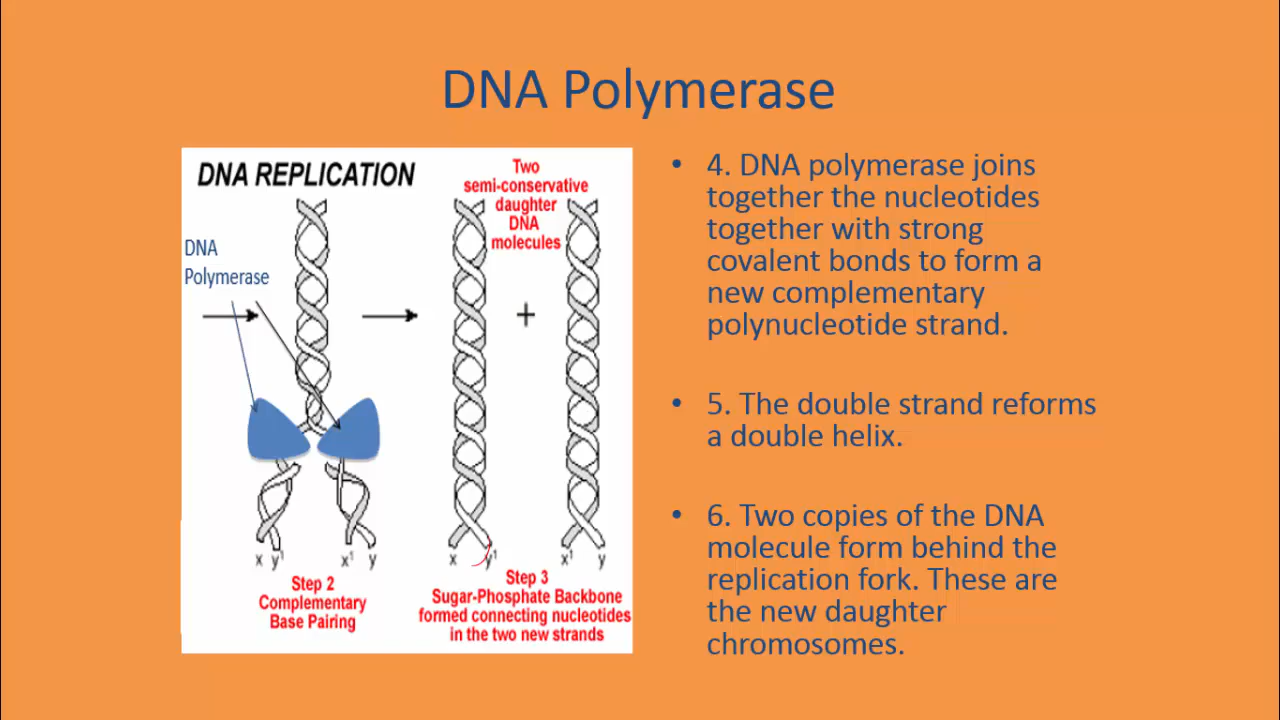 DNA Polymerase
DNA REPLICATION
DNA
Polymerase
Two
semi-conservative
daughter
DNA
molecules
+
x y¹
x¹ y
x y¹
x¹ y
Step 2
Complementary
Base Pairing
Step 3
Sugar-Phosphate Backbone
formed connecting nucleotides
in the two new strands
• 4. DNA polymerase joins
together the nucleotides
together with strong
covalent bonds to form a
new complementary
polynucleotide strand.
• 5. The double strand reforms
a double helix.
• 6. Two copies of the DNA
molecule form behind the
replication fork. These are
the new daughter
chromosomes.